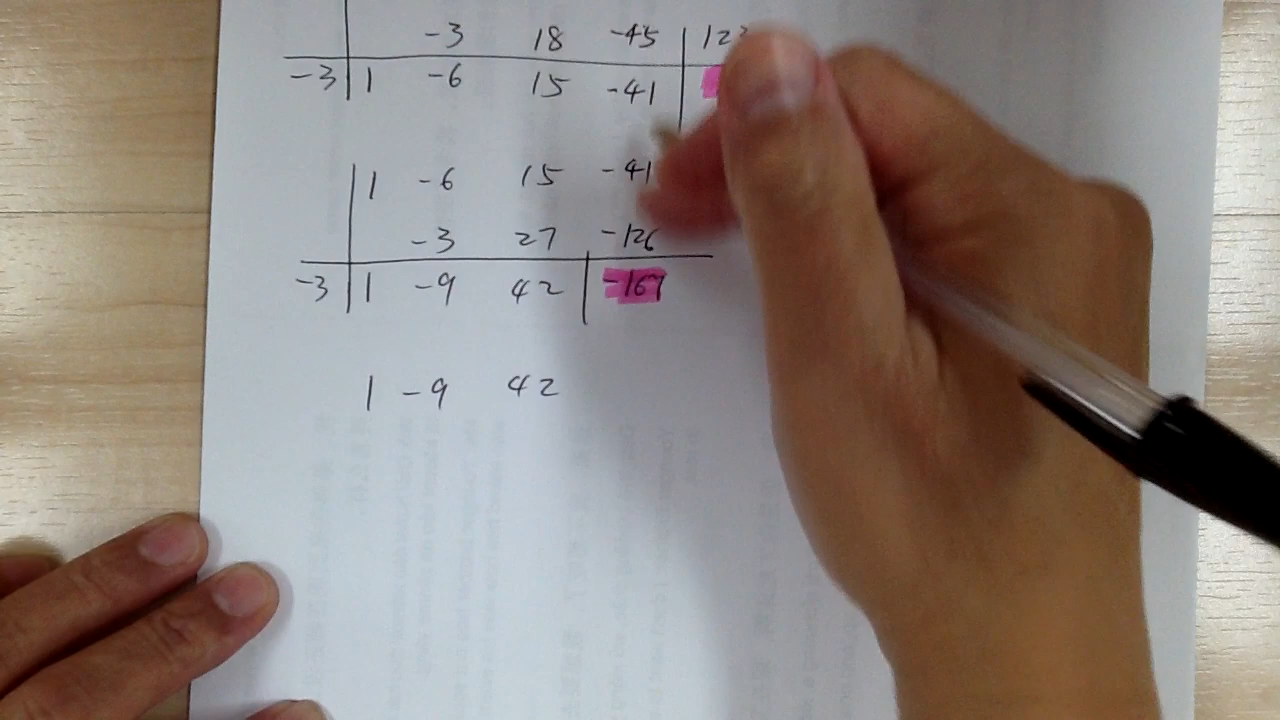 -3 18 -45 12
-3 1 -6 15 -41
1 -6 15 -41
-3 27 -126
-3 1 -9 42 -167
1 -9 42